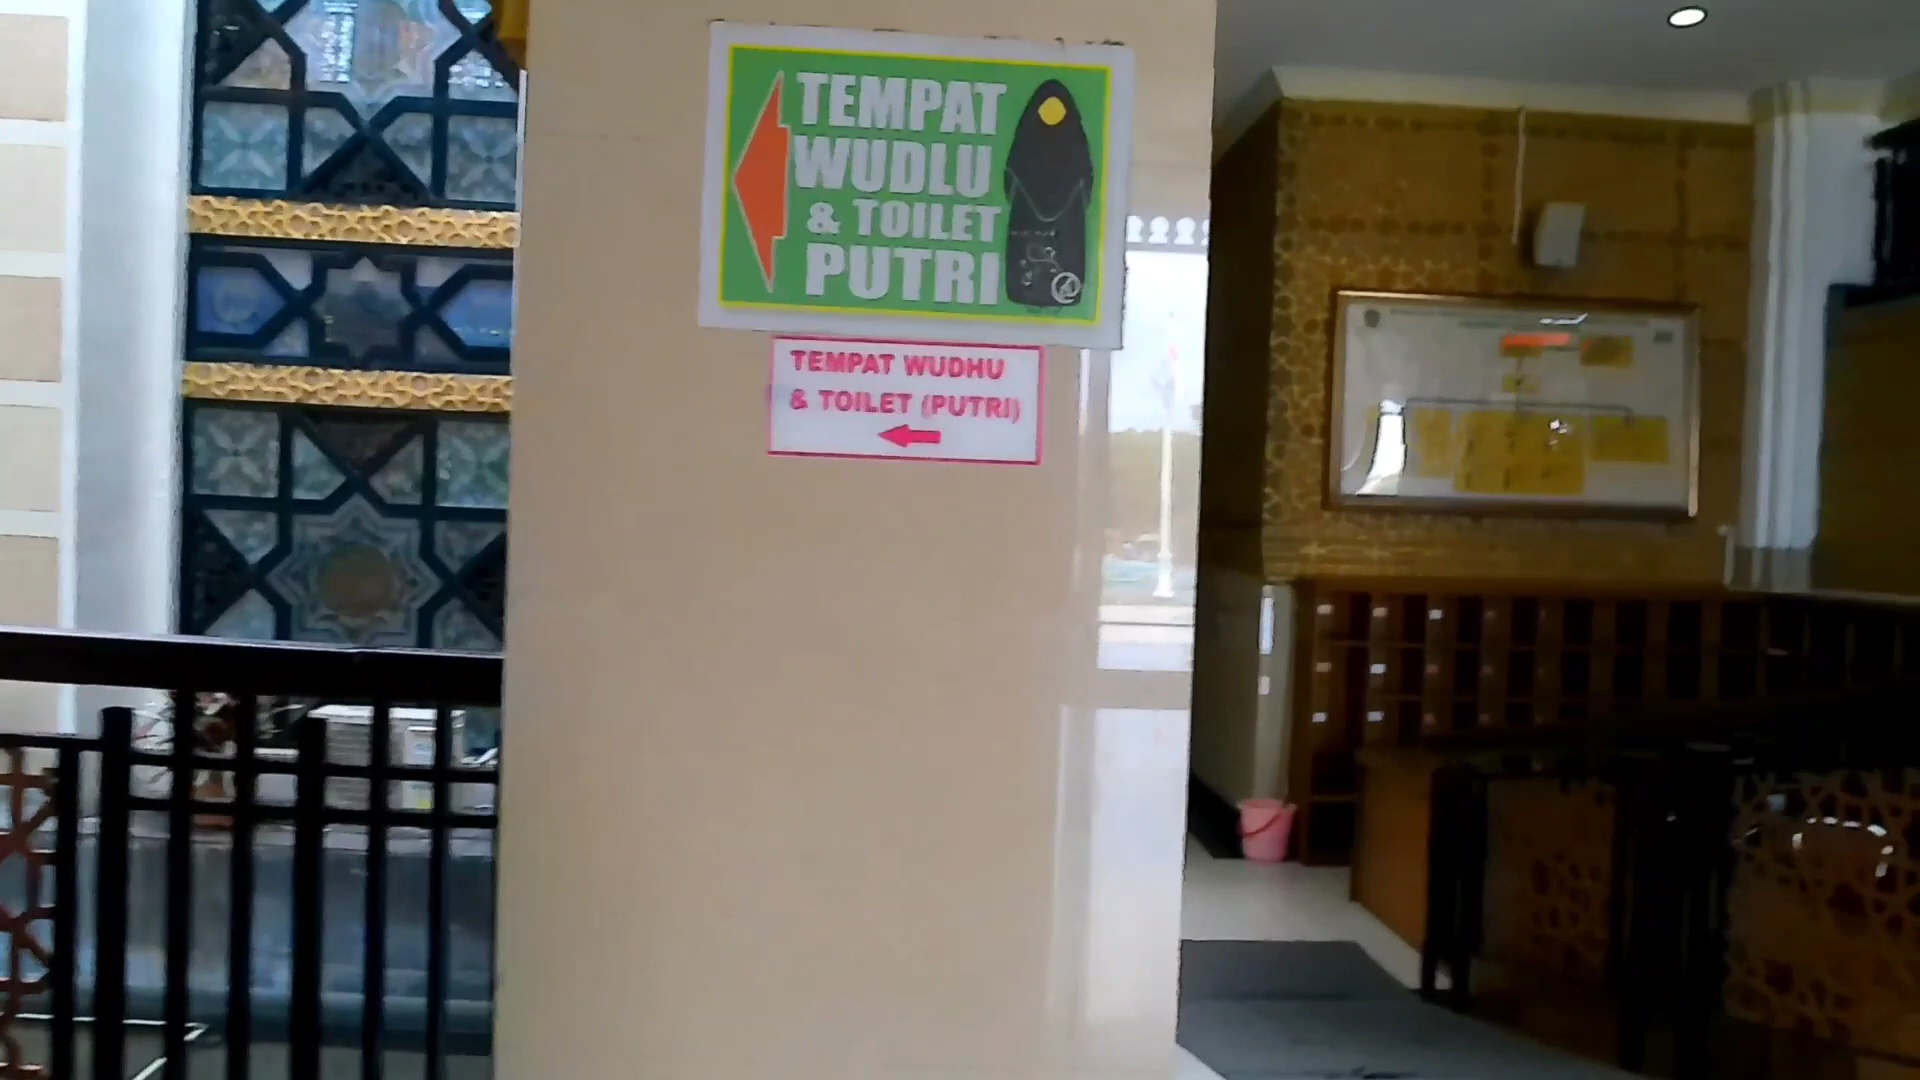 TEMPAT
WUDLU
& TOILET
PUTRI
TEMPAT WUDHU
& TOILET (PUTRI)